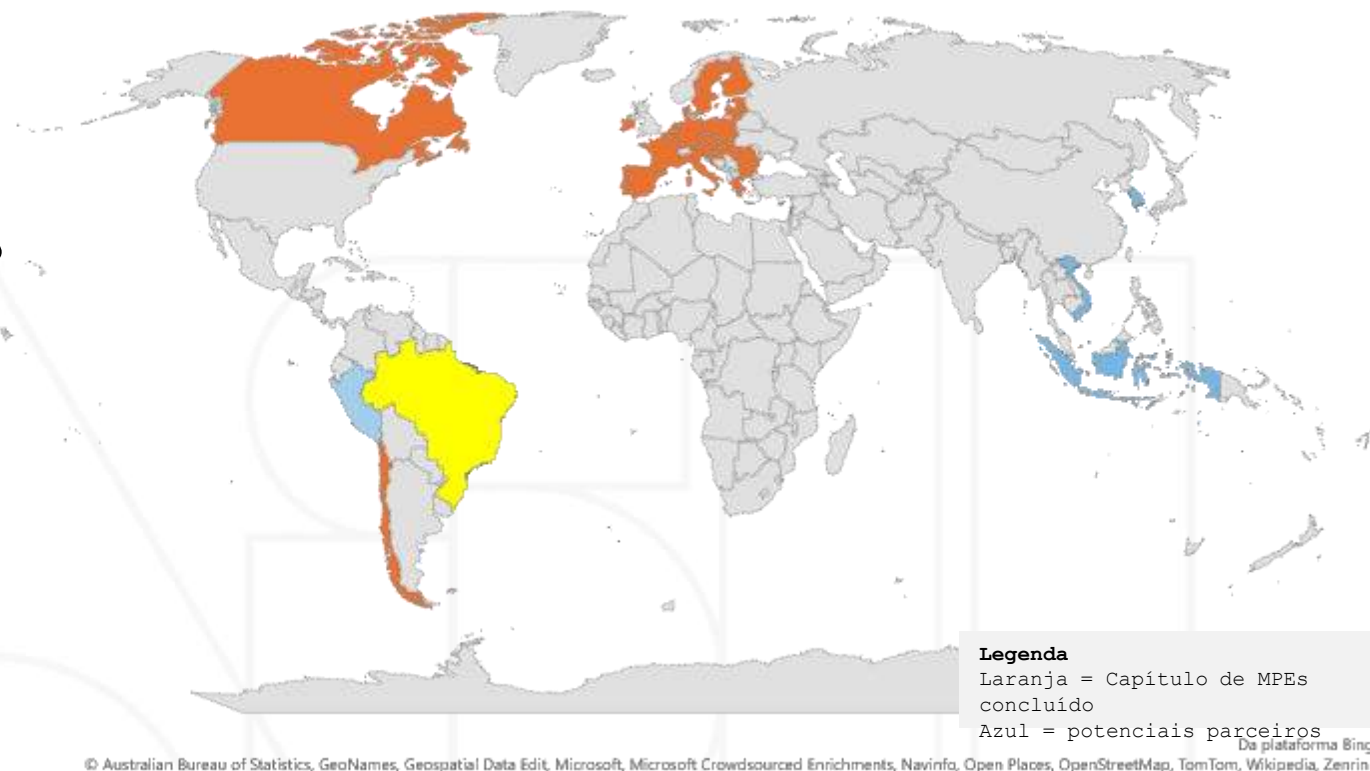 Legenda
Laranja = Capítulo de MPEs
concluído
Azul = potenciais parceiros
Da plataforma Bing
© Australian Bureau of Statistics, GeoNames, Geospatial Data Edit, Microsoft, Microsoft Crowdsourced Enrichments, Navinfo, Open Places, OpenStreetMap, TomTom, Wikipedia, Zenrin